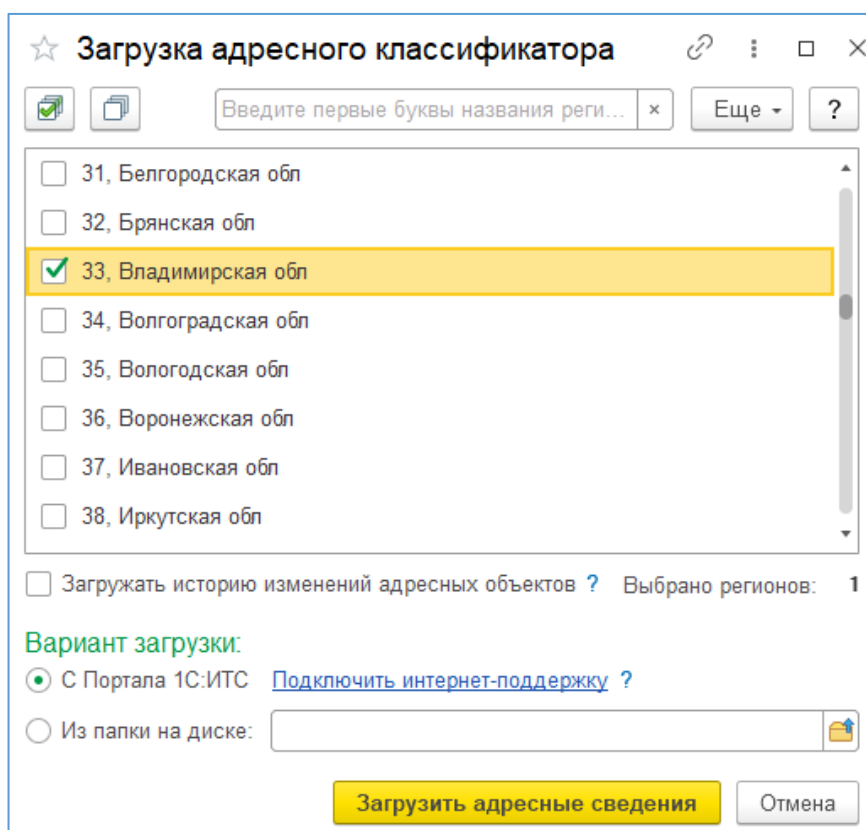 Загрузка адресного классификатора
Введите первые буквы названия реги... × Еще ?
31, Белгородская обл
32, Брянская обл
33, Владимирская обл
34, Волгоградская обл
35, Вологодская обл
36, Воронежская обл
37, Ивановская обл
38, Иркутская обл
Загружать историю изменений адресных объектов ? Выбрано регионов: 1
Вариант загрузки:
С Портала 1С:ИТС Подключить интернет-поддержку ?
Из папки на диске:
Загрузить адресные сведения Отмена